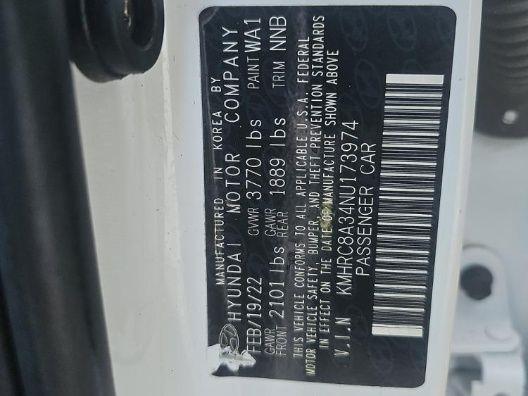 MANUFACTURED IN KOREA BY
HYUNDAI MOTOR COMPANY
FEB/19/22 GVWR 3770 lbs PAINT WA1
GAWR FRONT 2101 lbs GAWR REAR 1889 lbs TRIM NNB
THIS VEHICLE CONFORMS TO ALL APPLICABLE U.S.A. FEDERAL
MOTOR VEHICLE SAFETY, BUMPER, AND THEFT PREVENTION STANDARDS
IN EFFECT ON THE DATE OF MANUFACTURE SHOWN ABOVE
V.I.N KMHRC8A34NU173974
PASSENGER CAR